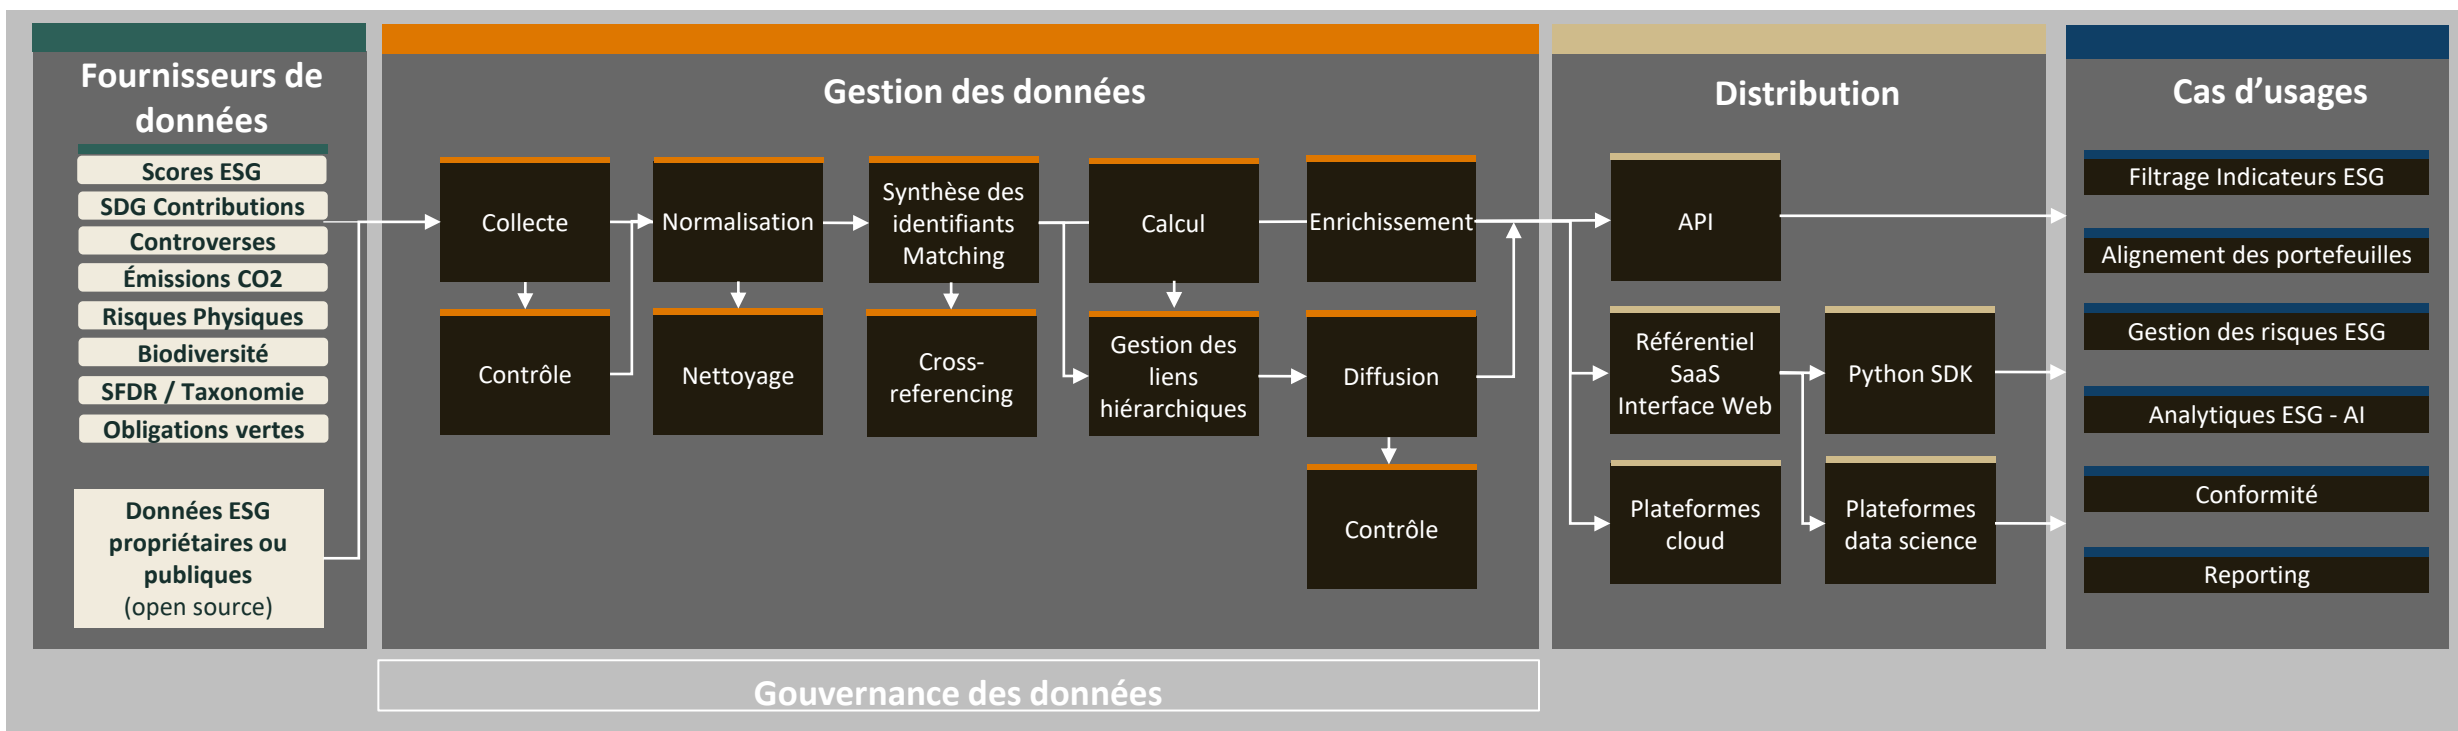 Fournisseurs de
données
Scores ESG
SDG Contributions
Controverses
Émissions CO2
Risques Physiques
Biodiversité
SFDR / Taxonomie
Obligations vertes
Données ESG
propriétaires ou
publiques
(open source)
Gestion des données
Collecte
Normalisation
Synthèse des
identifiants
Matching
Calcul
Enrichissement
Contrôle
Nettoyage
Cross-
referencing
Gestion des
liens
hiérarchiques
Diffusion
Contrôle
Gouvernance des données
Distribution
API
Référentiel
SaaS
Interface Web
Python SDK
Plateformes
cloud
Plateformes
data science
Cas d’usages
Filtrage Indicateurs ESG
Alignement des portefeuilles
Gestion des risques ESG
Analytiques ESG - AI
Conformité
Reporting